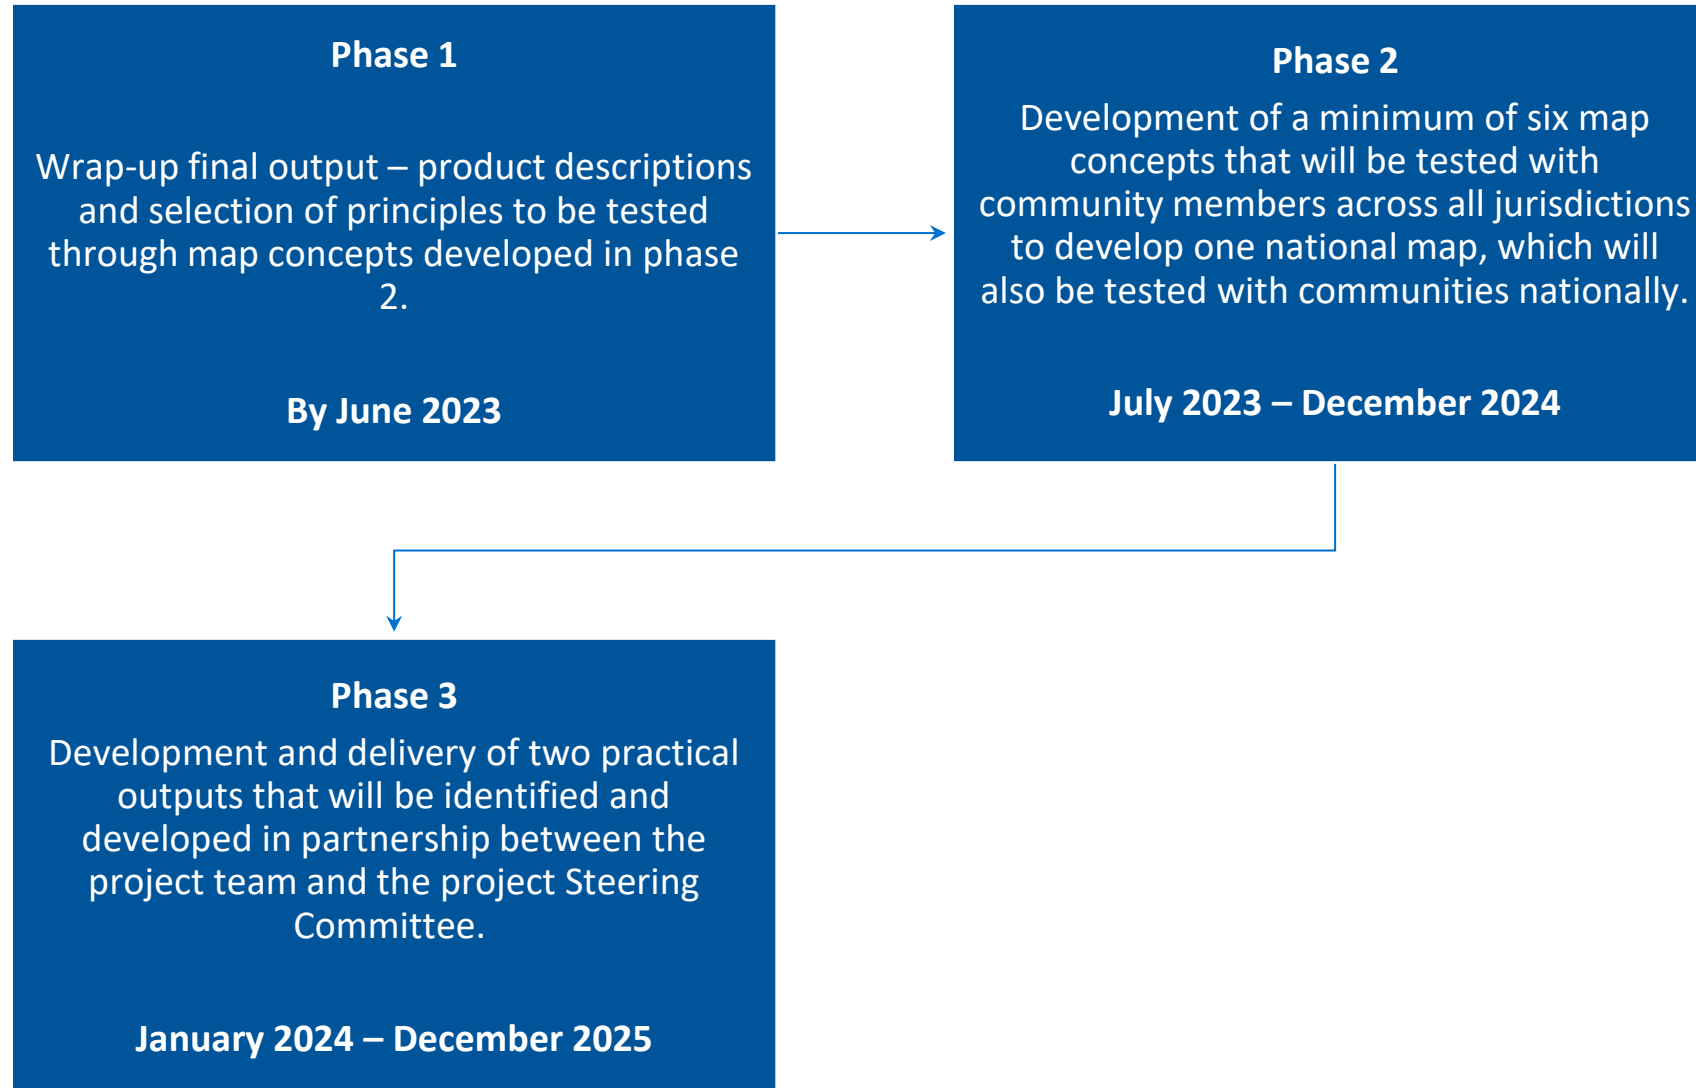 Phase 1
Wrap-up final output – product descriptions
and selection of principles to be tested
through map concepts developed in phase
2.
By June 2023
Phase 2
Development of a minimum of six map
concepts that will be tested with
community members across all jurisdictions
to develop one national map, which will
also be tested with communities nationally.
July 2023 – December 2024
Phase 3
Development and delivery of two practical
outputs that will be identified and
developed in partnership between the
project team and the project Steering
Committee.
January 2024 – December 2025